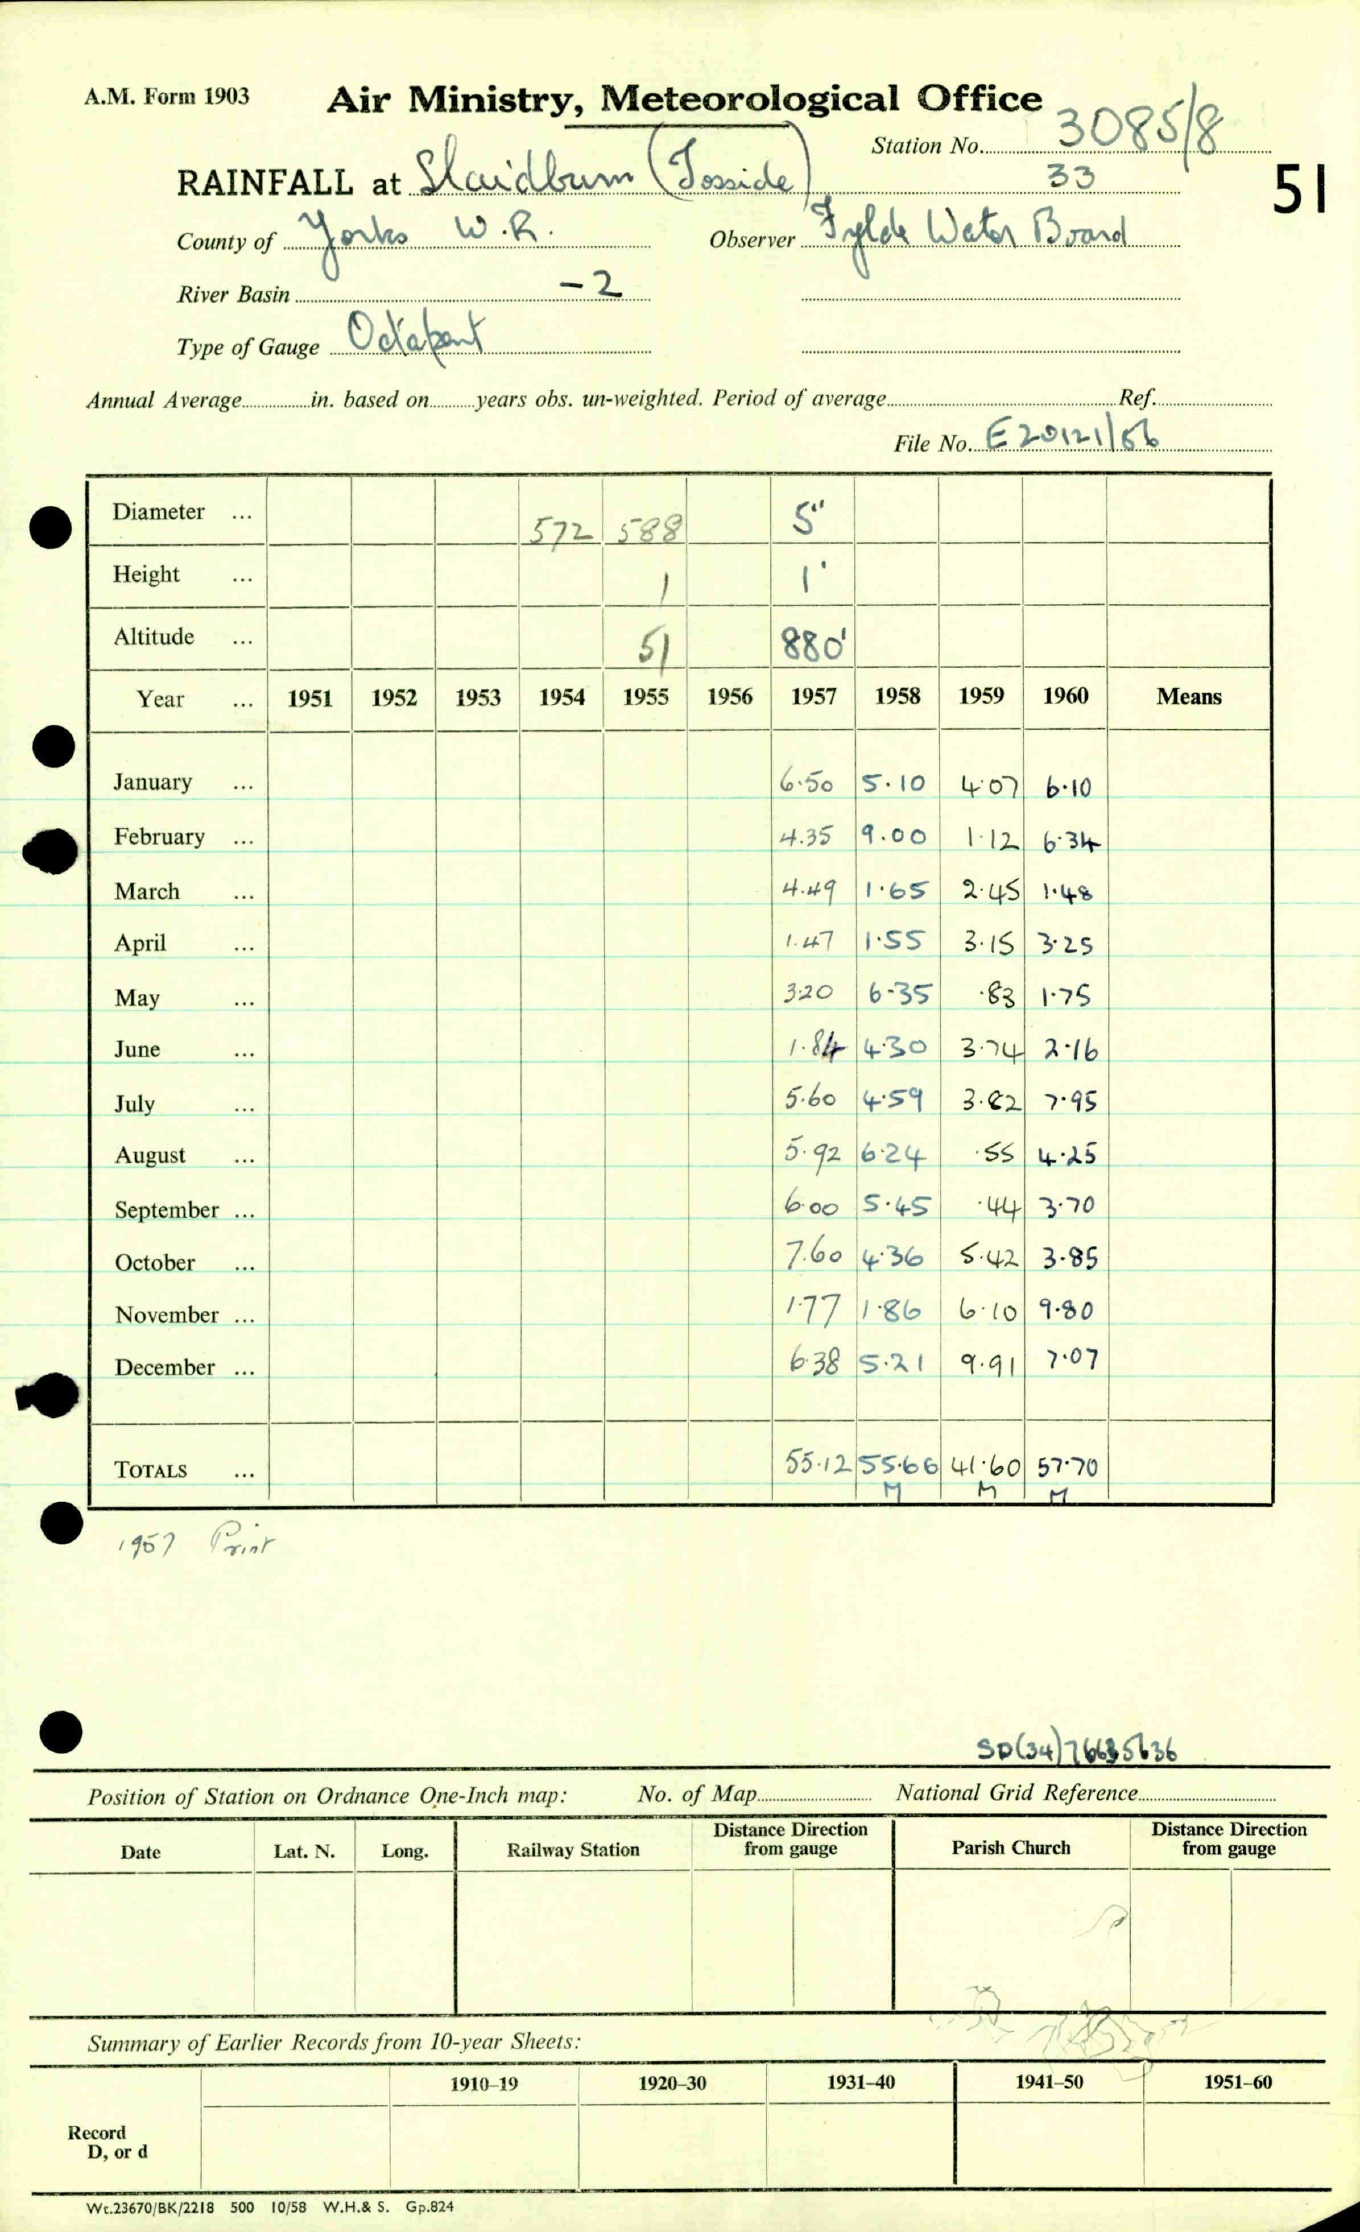 A.M. Form 1903
Air Ministry, Meteorological Office
Station No. 3085/8
RAINFALL at Slaidburn (Tosside)
33
51
County of Yorks W.R.
Observer Fylde Water Board
River Basin -2
Type of Gauge Octapent
Annual Average in. based on years obs. un-weighted. Period of average Ref.
File No. E20121/56
Diameter ... 572 588 5"
Height ... 1 1'
Altitude ... 51 880'
Year ... 1951 1952 1953 1954 1955 1956 1957 1958 1959 1960 Means
January ... 6.50 5.10 4.07 6.10
February ... 4.35 9.00 1.12 6.34
March ... 4.49 1.65 2.45 1.48
April ... 1.47 1.55 3.15 3.25
May ... 3.20 6.35 .83 1.75
June ... 1.84 4.30 3.74 2.16
July ... 5.60 4.59 3.82 7.95
August ... 5.92 6.24 .55 4.25
September ... 6.00 5.45 .44 3.70
October ... 7.60 4.36 5.42 3.85
November ... 1.77 1.86 6.10 9.80
December ... 6.38 5.21 9.91 7.07
TOTALS ... 55.12 55.66 41.60 57.70
M M M
1957 Print
SD(34)
Position of Station on Ordnance One-Inch map: No. of Map National Grid Reference
Date Lat. N. Long. Railway Station Distance Direction from gauge Parish Church Distance Direction from gauge
Summary of Earlier Records from 10-year Sheets:
1910–19 1920–30 1931–40 1941–50 1951–60
Record
D, or d
Wt.23670/BK/2218 500 10/58 W.H.& S. Gp.824